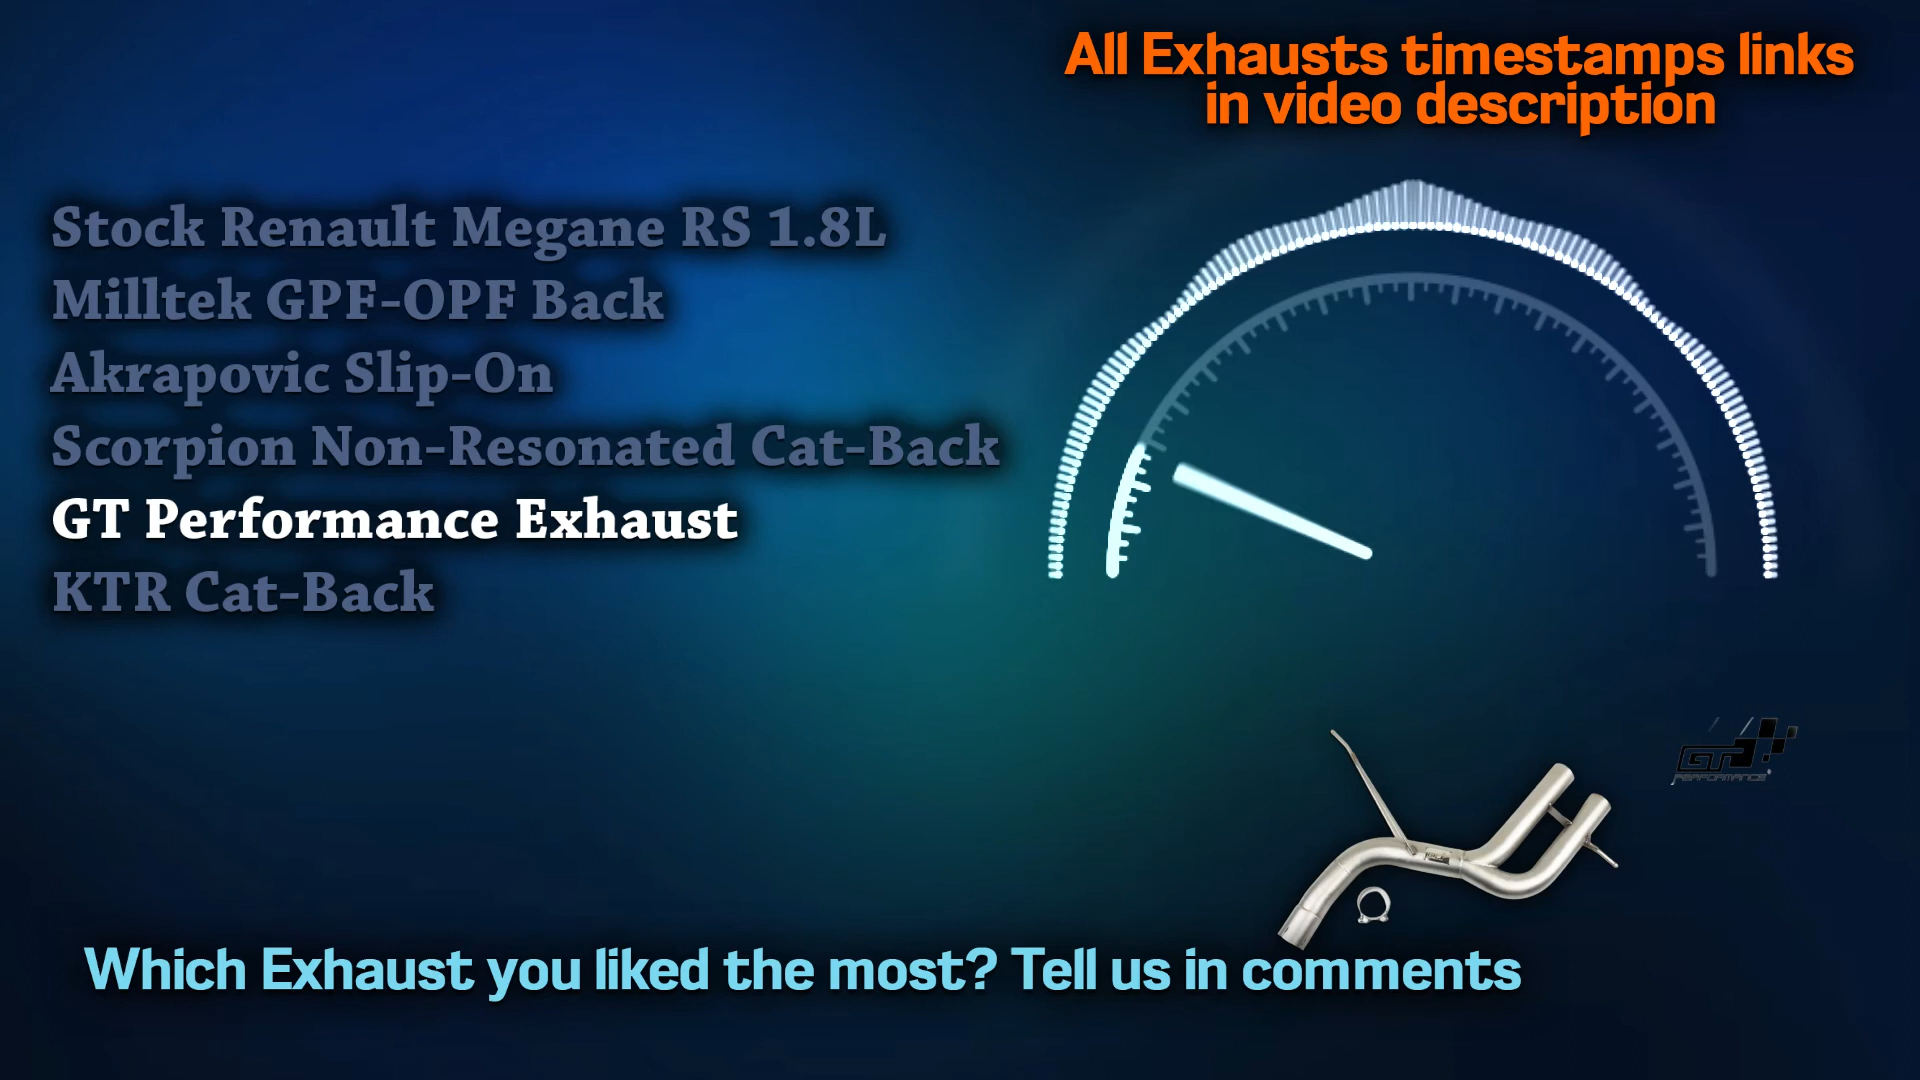 All Exhausts timestamps links
in video description
Stock Renault Megane RS 1.8L
Milltek GPF-OPF Back
Akrapovic Slip-On
Scorpion Non-Resonated Cat-Back
GT Performance Exhaust
KTR Cat-Back
GT
PERFORMANCE
Which Exhaust you liked the most? Tell us in comments